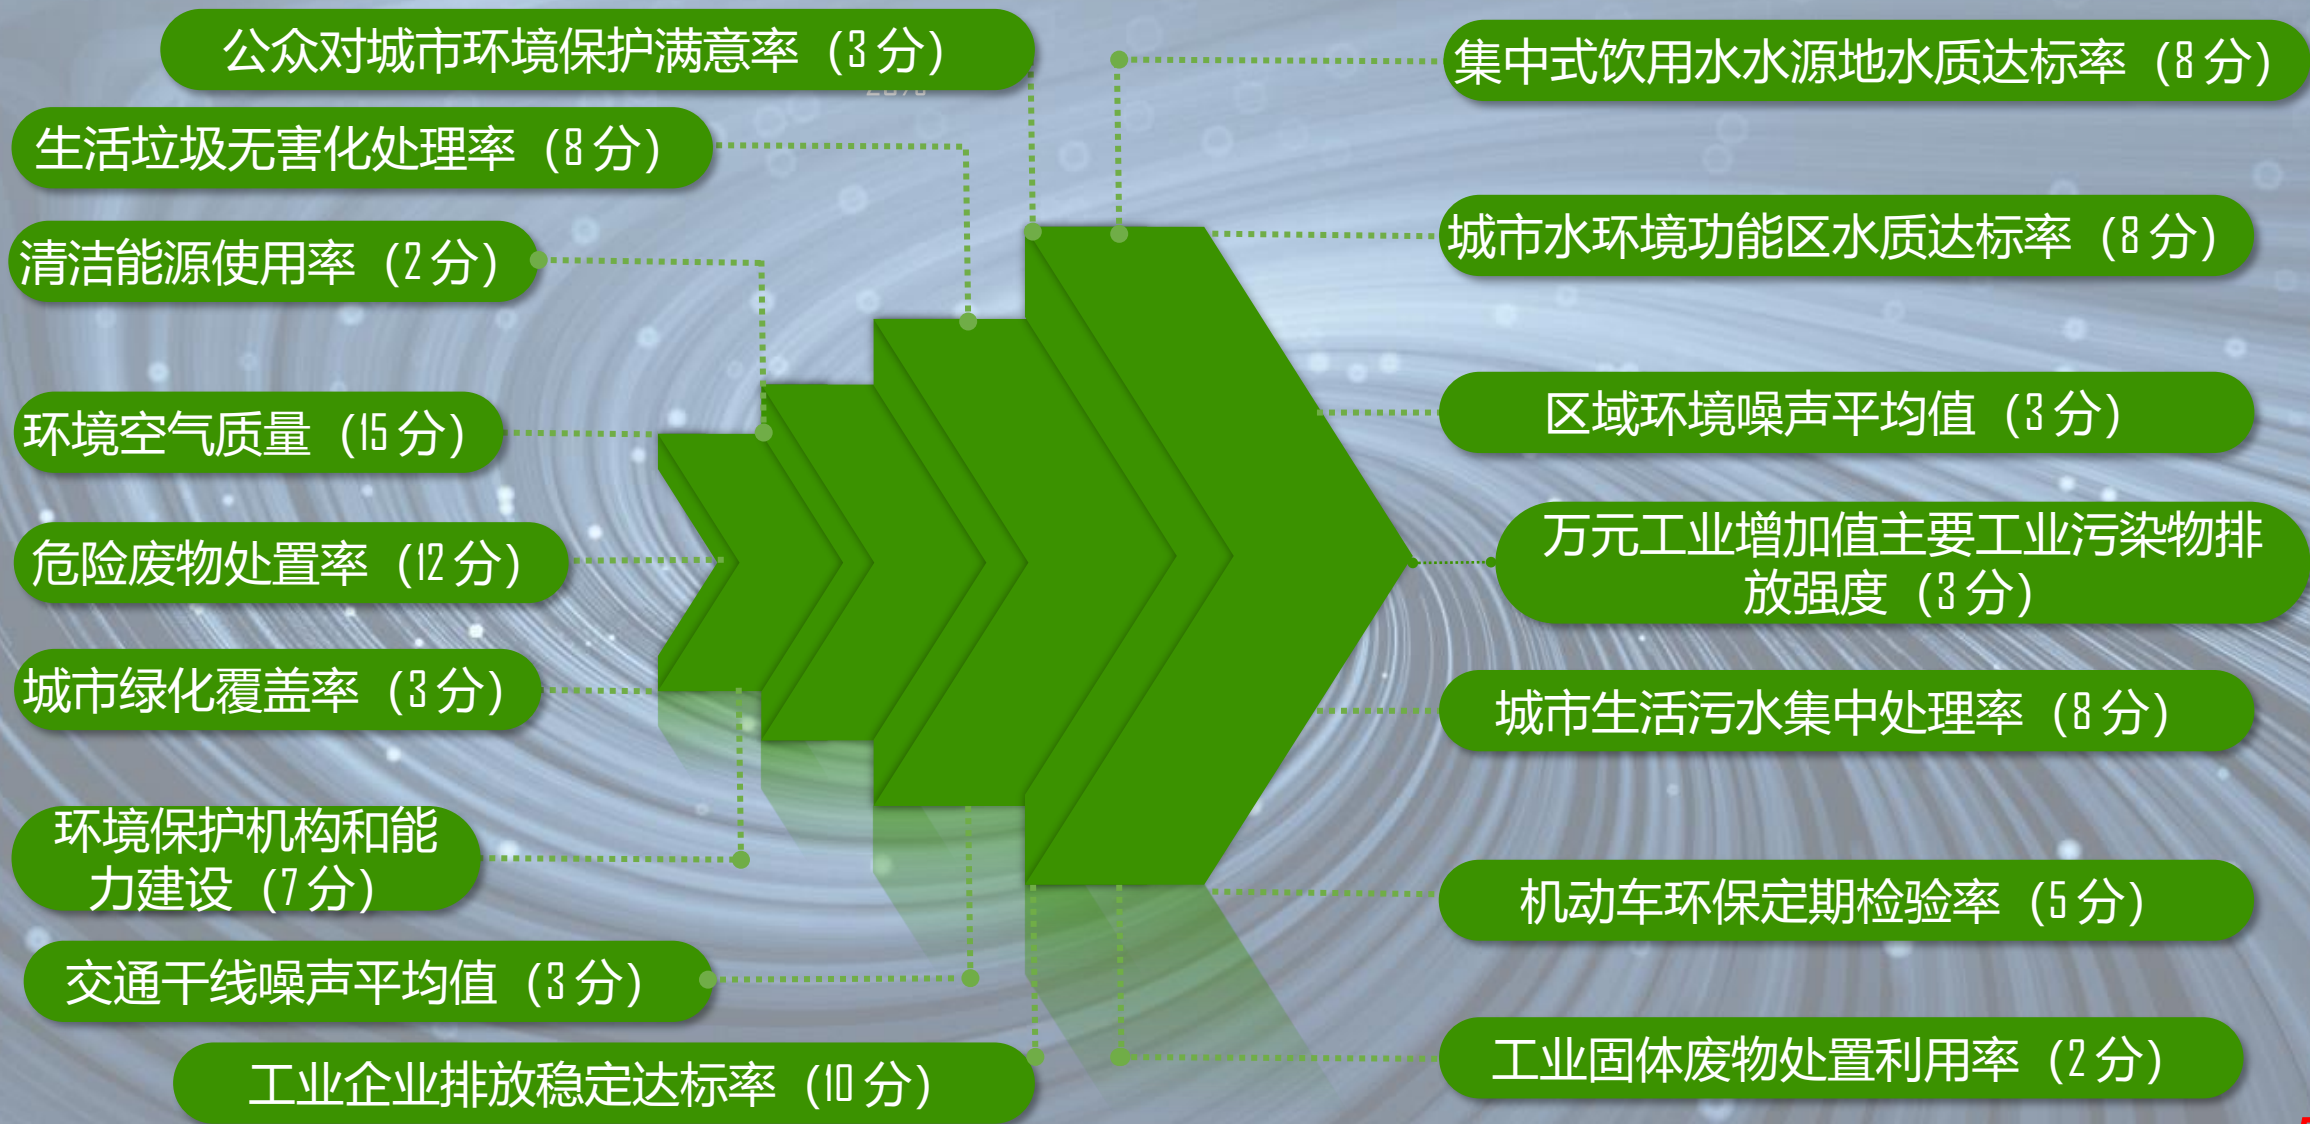 公众对城市环境保护满意率（3分）
生活垃圾无害化处理率（8分）
清洁能源使用率（2分）
环境空气质量（15分）
危险废物处置率（12分）
城市绿化覆盖率（3分）
环境保护机构和能
力建设（7分）
交通干线噪声平均值（3分）
工业企业排放稳定达标率（10分）
集中式饮用水水源地水质达标率（8分）
城市水环境功能区水质达标率（8分）
区域环境噪声平均值（3分）
万元工业增加值主要工业污染物排
放强度（3分）
城市生活污水集中处理率（8分）
机动车环保定期检验率（5分）
工业固体废物处置利用率（2分）